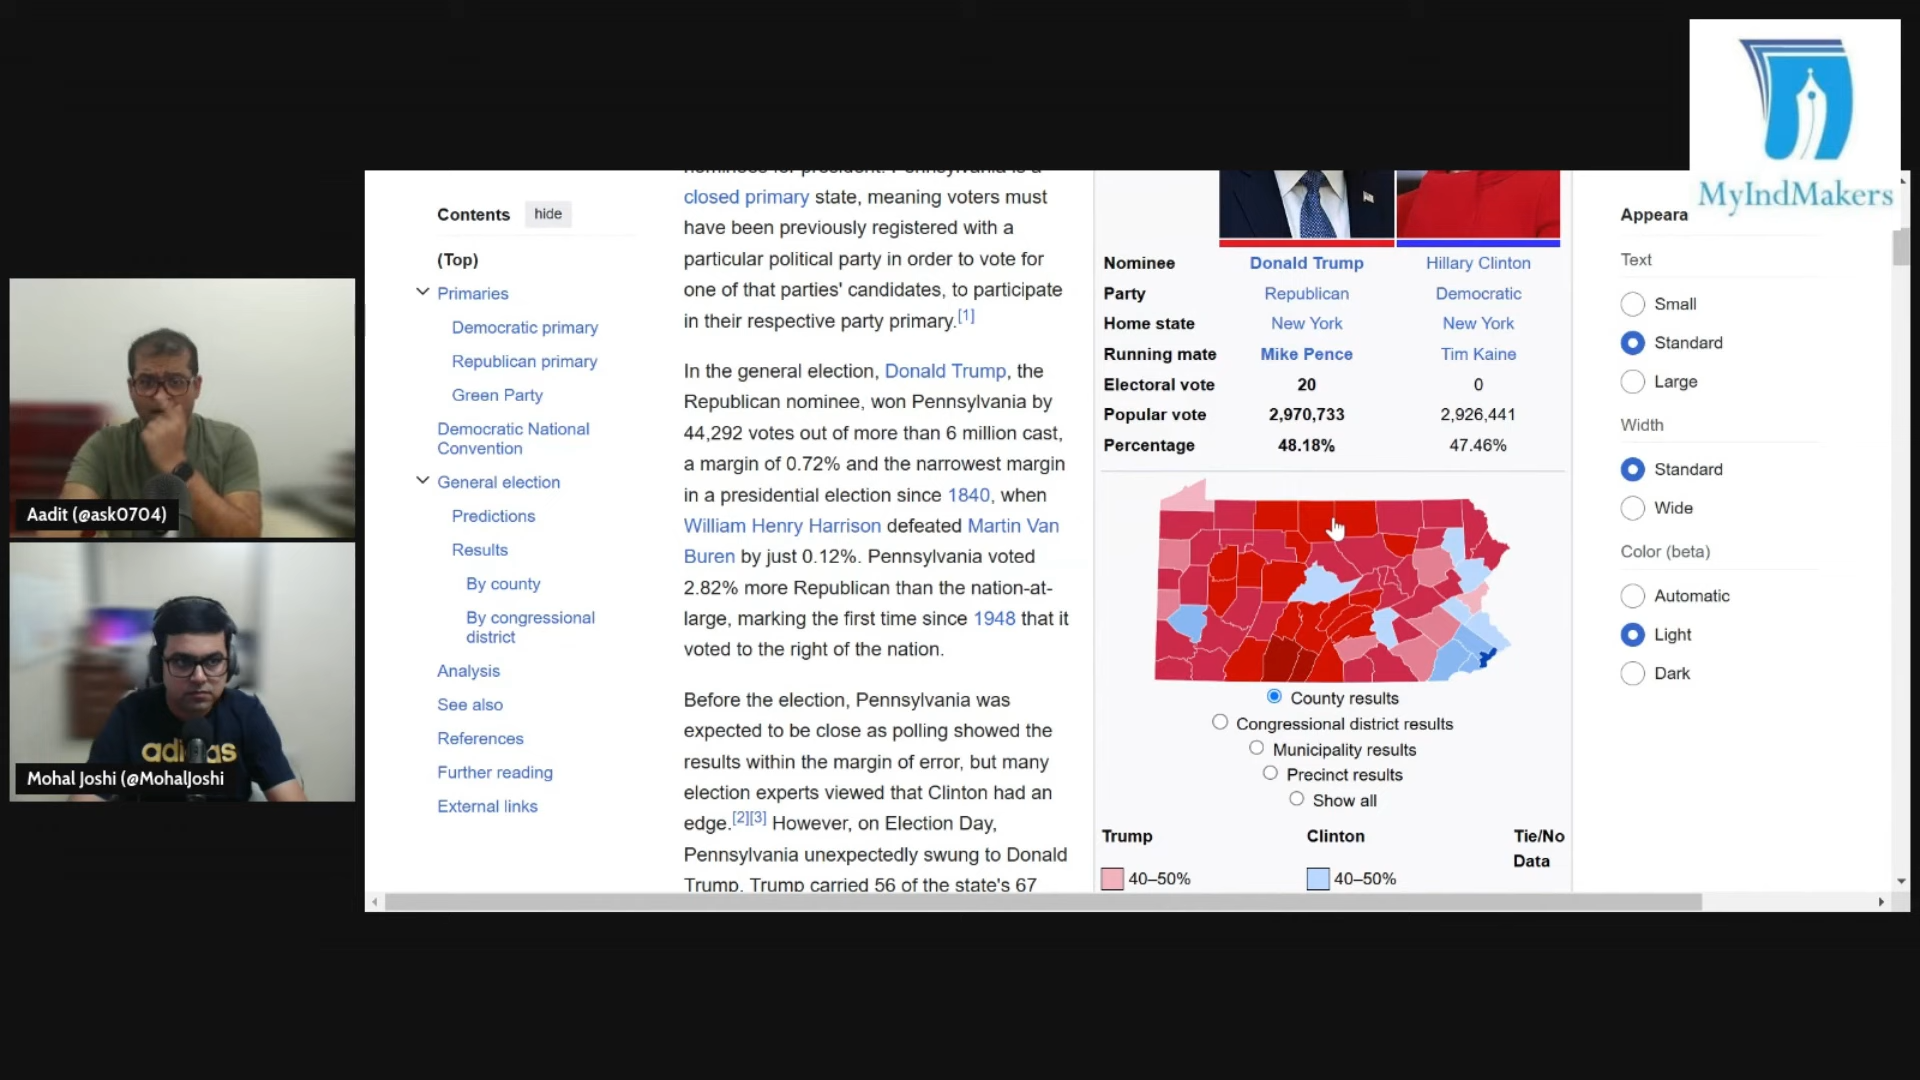 MyIndMakers
Contents hide
(Top)
Primaries
Democratic primary
Republican primary
Green Party
Democratic National
Convention
General election
Predictions
Results
By county
By congressional
district
Analysis
See also
References
Further reading
External links
closed primary state, meaning voters must
have been previously registered with a
particular political party in order to vote for
one of that parties' candidates, to participate
in their respective party primary.[1]
In the general election, Donald Trump, the
Republican nominee, won Pennsylvania by
44,292 votes out of more than 6 million cast,
a margin of 0.72% and the narrowest margin
in a presidential election since 1840, when
William Henry Harrison defeated Martin Van
Buren by just 0.12%. Pennsylvania voted
2.82% more Republican than the nation-at-
large, marking the first time since 1948 that it
voted to the right of the nation.
Before the election, Pennsylvania was
expected to be close as polling showed the
results within the margin of error, but many
election experts viewed that Clinton had an
edge.[2][3] However, on Election Day,
Pennsylvania unexpectedly swung to Donald
Trump. Trump carried 56 of the state's 67
Nominee Donald Trump Hillary Clinton
Party Republican Democratic
Home state New York New York
Running mate Mike Pence Tim Kaine
Electoral vote 20 0
Popular vote 2,970,733 2,926,441
Percentage 48.18% 47.46%
County results
Congressional district results
Municipality results
Precinct results
Show all
Trump Clinton Tie/No
Data
40–50% 40–50%
Appeara
Text
Small
Standard
Large
Width
Standard
Wide
Color (beta)
Automatic
Light
Dark
Aadit (@ask0704)
adidas
Mohal Joshi (@MohalJoshi